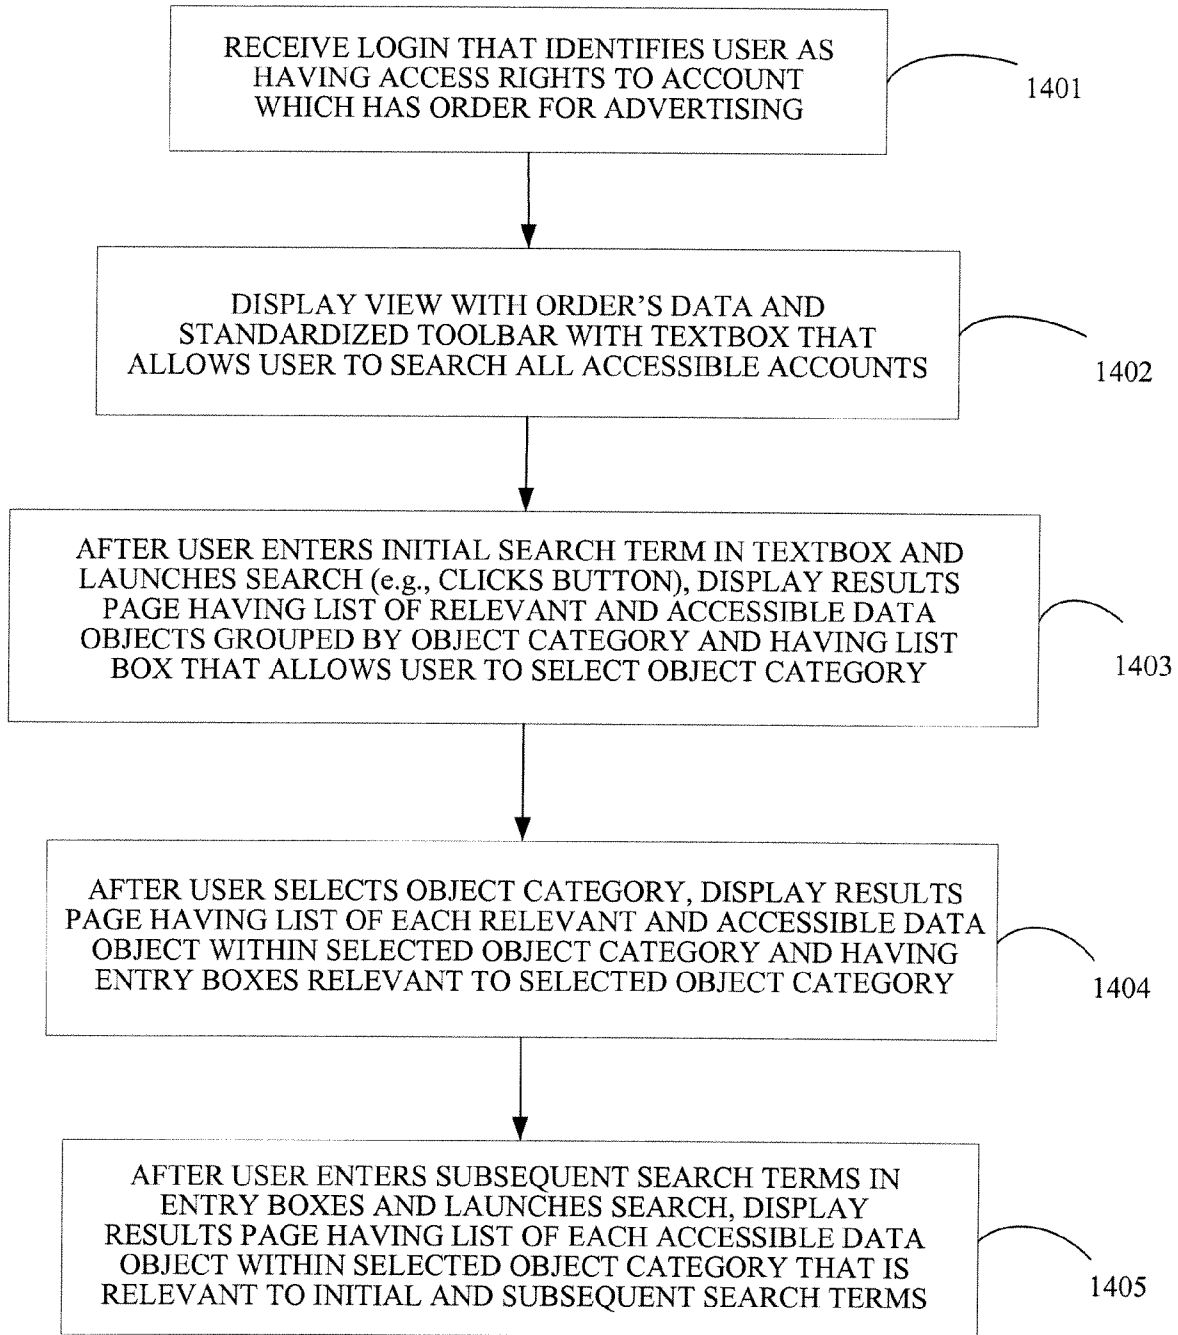 RECEIVE LOGIN THAT IDENTIFIES USER AS
HAVING ACCESS RIGHTS TO ACCOUNT
WHICH HAS ORDER FOR ADVERTISING
1401
DISPLAY VIEW WITH ORDER'S DATA AND
STANDARDIZED TOOLBAR WITH TEXTBOX THAT
ALLOWS USER TO SEARCH ALL ACCESSIBLE ACCOUNTS
1402
AFTER USER ENTERS INITIAL SEARCH TERM IN TEXTBOX AND
LAUNCHES SEARCH (e.g., CLICKS BUTTON), DISPLAY RESULTS
PAGE HAVING LIST OF RELEVANT AND ACCESSIBLE DATA
OBJECTS GROUPED BY OBJECT CATEGORY AND HAVING LIST
BOX THAT ALLOWS USER TO SELECT OBJECT CATEGORY
1403
AFTER USER SELECTS OBJECT CATEGORY, DISPLAY RESULTS
PAGE HAVING LIST OF EACH RELEVANT AND ACCESSIBLE DATA
OBJECT WITHIN SELECTED OBJECT CATEGORY AND HAVING
ENTRY BOXES RELEVANT TO SELECTED OBJECT CATEGORY
1404
AFTER USER ENTERS SUBSEQUENT SEARCH TERMS IN
ENTRY BOXES AND LAUNCHES SEARCH, DISPLAY
RESULTS PAGE HAVING LIST OF EACH ACCESSIBLE DATA
OBJECT WITHIN SELECTED OBJECT CATEGORY THAT IS
RELEVANT TO INITIAL AND SUBSEQUENT SEARCH TERMS
1405